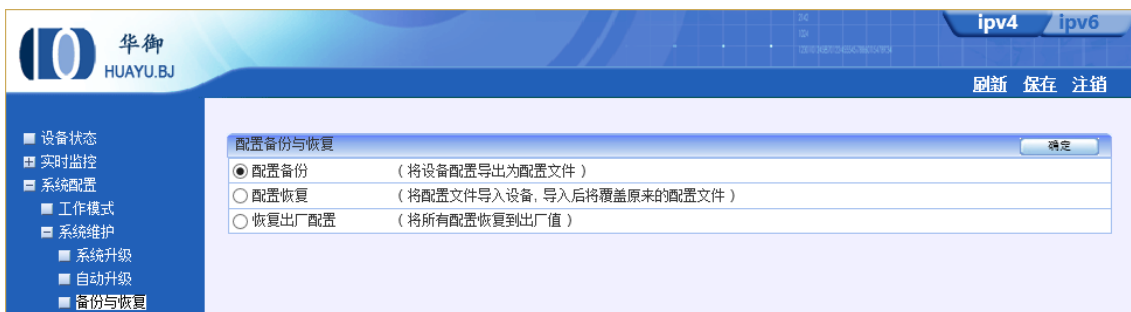 华御
HUAYU.BJ
ipv4 ipv6
刷新 保存 注销
设备状态
实时监控
系统配置
工作模式
系统维护
系统升级
自动升级
备份与恢复
配置备份与恢复 确定
配置备份 (将设备配置导出为配置文件)
配置恢复 (将配置文件导入设备, 导入后将覆盖原来的配置文件)
恢复出厂配置 (将所有配置恢复到出厂值)